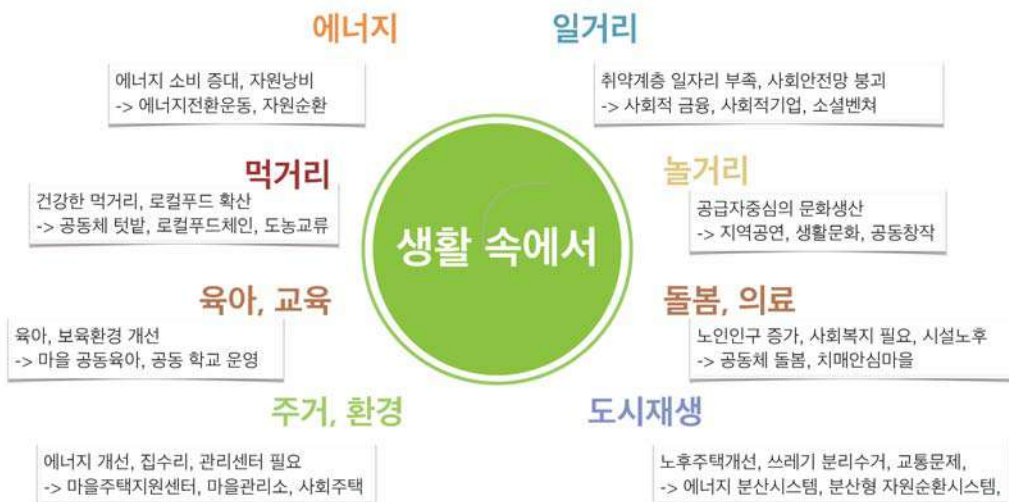 에너지
일거리
에너지 소비 증대, 자원낭비
-> 에너지전환운동, 자원순환
취약계층 일자리 부족, 사회안전망 붕괴
-> 사회적 금융, 사회적기업, 소셜벤쳐
먹거리
놀거리
건강한 먹거리, 로컬푸드 확산
-> 공동체 텃밭, 로컬푸드체인, 도농교류
공급자중심의 문화생산
-> 지역공연, 생활문화, 공동창작
생활 속에서
육아, 교육
돌봄, 의료
육아, 보육환경 개선
-> 마을 공동육아, 공동 학교 운영
노인인구 증가, 사회복지 필요, 시설노후
-> 공동체 돌봄, 치매안심마을
주거, 환경
도시재생
에너지 개선, 집수리, 관리센터 필요
-> 마을주택지원센터, 마을관리소, 사회주택
노후주택개선, 쓰레기 분리수거, 교통문제,
-> 에너지 분산시스템, 분산형 자원순환시스템,